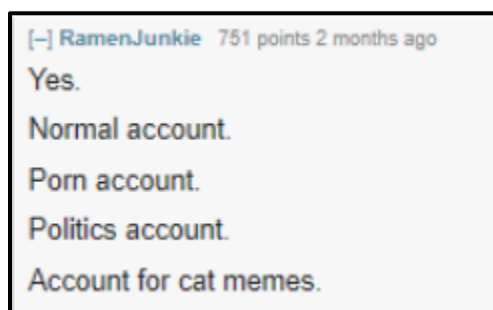 [–] RamenJunkie 751 points 2 months ago
Yes.
Normal account.
Porn account.
Politics account.
Account for cat memes.